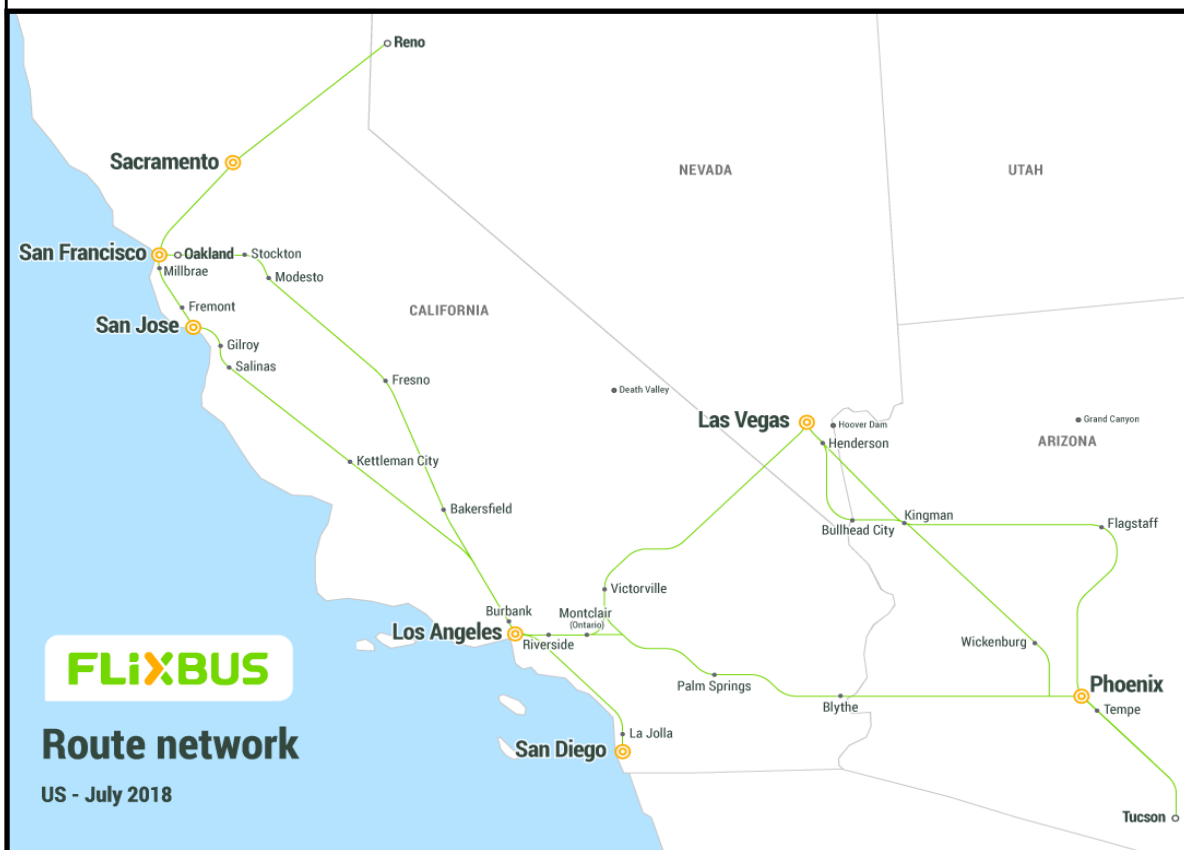 Reno
Sacramento
NEVADA
UTAH
San Francisco
Oakland
Stockton
Millbrae
Modesto
Fremont
CALIFORNIA
San Jose
Gilroy
Salinas
Fresno
Death Valley
Las Vegas
Hoover Dam
Grand Canyon
Henderson
ARIZONA
Kettleman City
Bakersfield
Kingman
Bullhead City
Flagstaff
Victorville
Burbank
Montclair
(Ontario)
Los Angeles
Riverside
Wickenburg
FLiXBUS
Palm Springs
Phoenix
Blythe
Tempe
Route network
La Jolla
San Diego
US - July 2018
Tucson